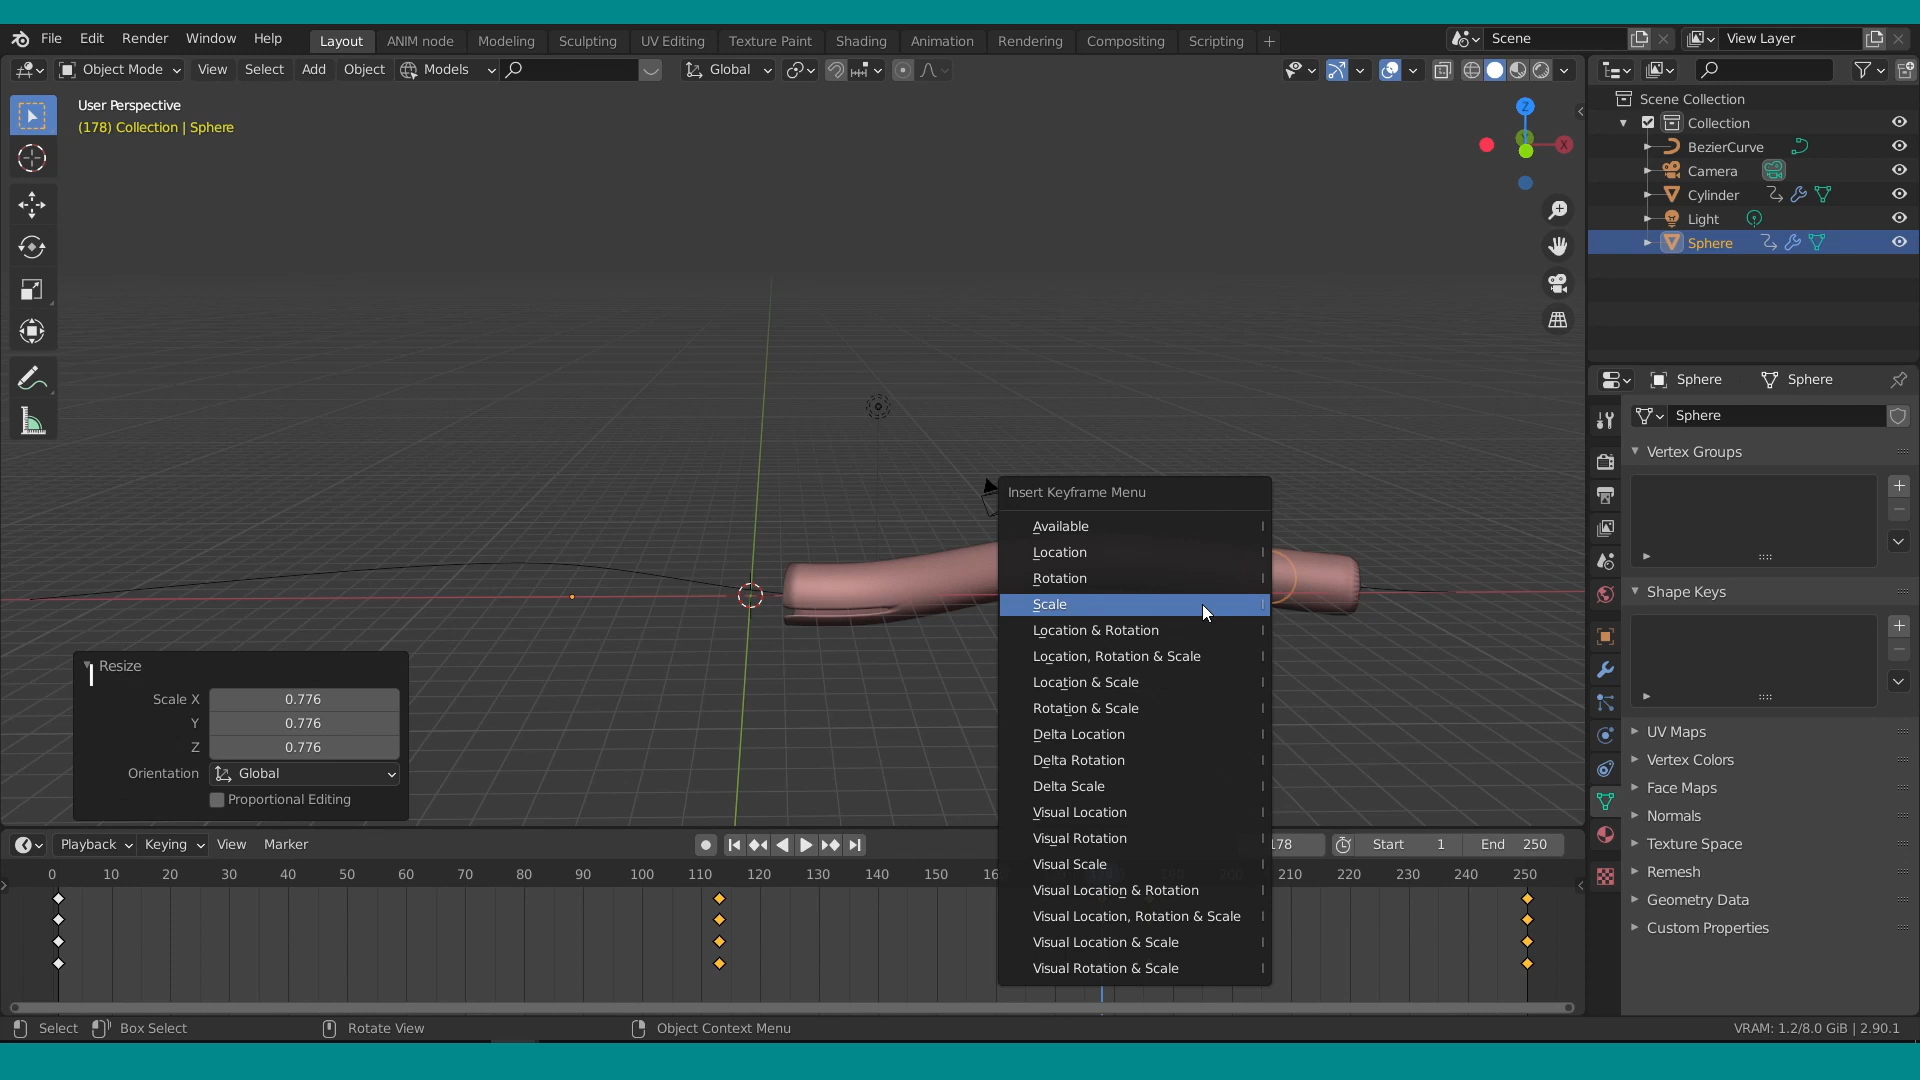 File Edit Render Window Help Layout ANIM node Modeling Sculpting UV Editing Texture Paint Shading Animation Rendering Compositing Scripting Scene View Layer
Object Mode View Select Add Object Models Global
User Perspective
(178) Collection | Sphere
Z
X
Scene Collection
Collection
BezierCurve
Camera
Cylinder
Light
Sphere
Sphere Sphere
Sphere
Vertex Groups
Shape Keys
UV Maps
Vertex Colors
Face Maps
Normals
Texture Space
Remesh
Geometry Data
Custom Properties
Insert Keyframe Menu
Available I
Location I
Rotation I
Scale I
Location & Rotation I
Location, Rotation & Scale I
Location & Scale I
Rotation & Scale I
Delta Location I
Delta Rotation I
Delta Scale I
Visual Location I
Visual Rotation I
Visual Scale I
Visual Location & Rotation I
Visual Location, Rotation & Scale I
Visual Location & Scale I
Visual Rotation & Scale I
Resize
Scale X 0.776
Y 0.776
Z 0.776
Orientation Global
Proportional Editing
Playback Keying View Marker 178 Start 1 End 250
0 10 20 30 40 50 60 70 80 90 100 110 120 130 140 150 210 220 230 240 250
Select Box Select Rotate View Object Context Menu VRAM: 1.2/8.0 GiB | 2.90.1